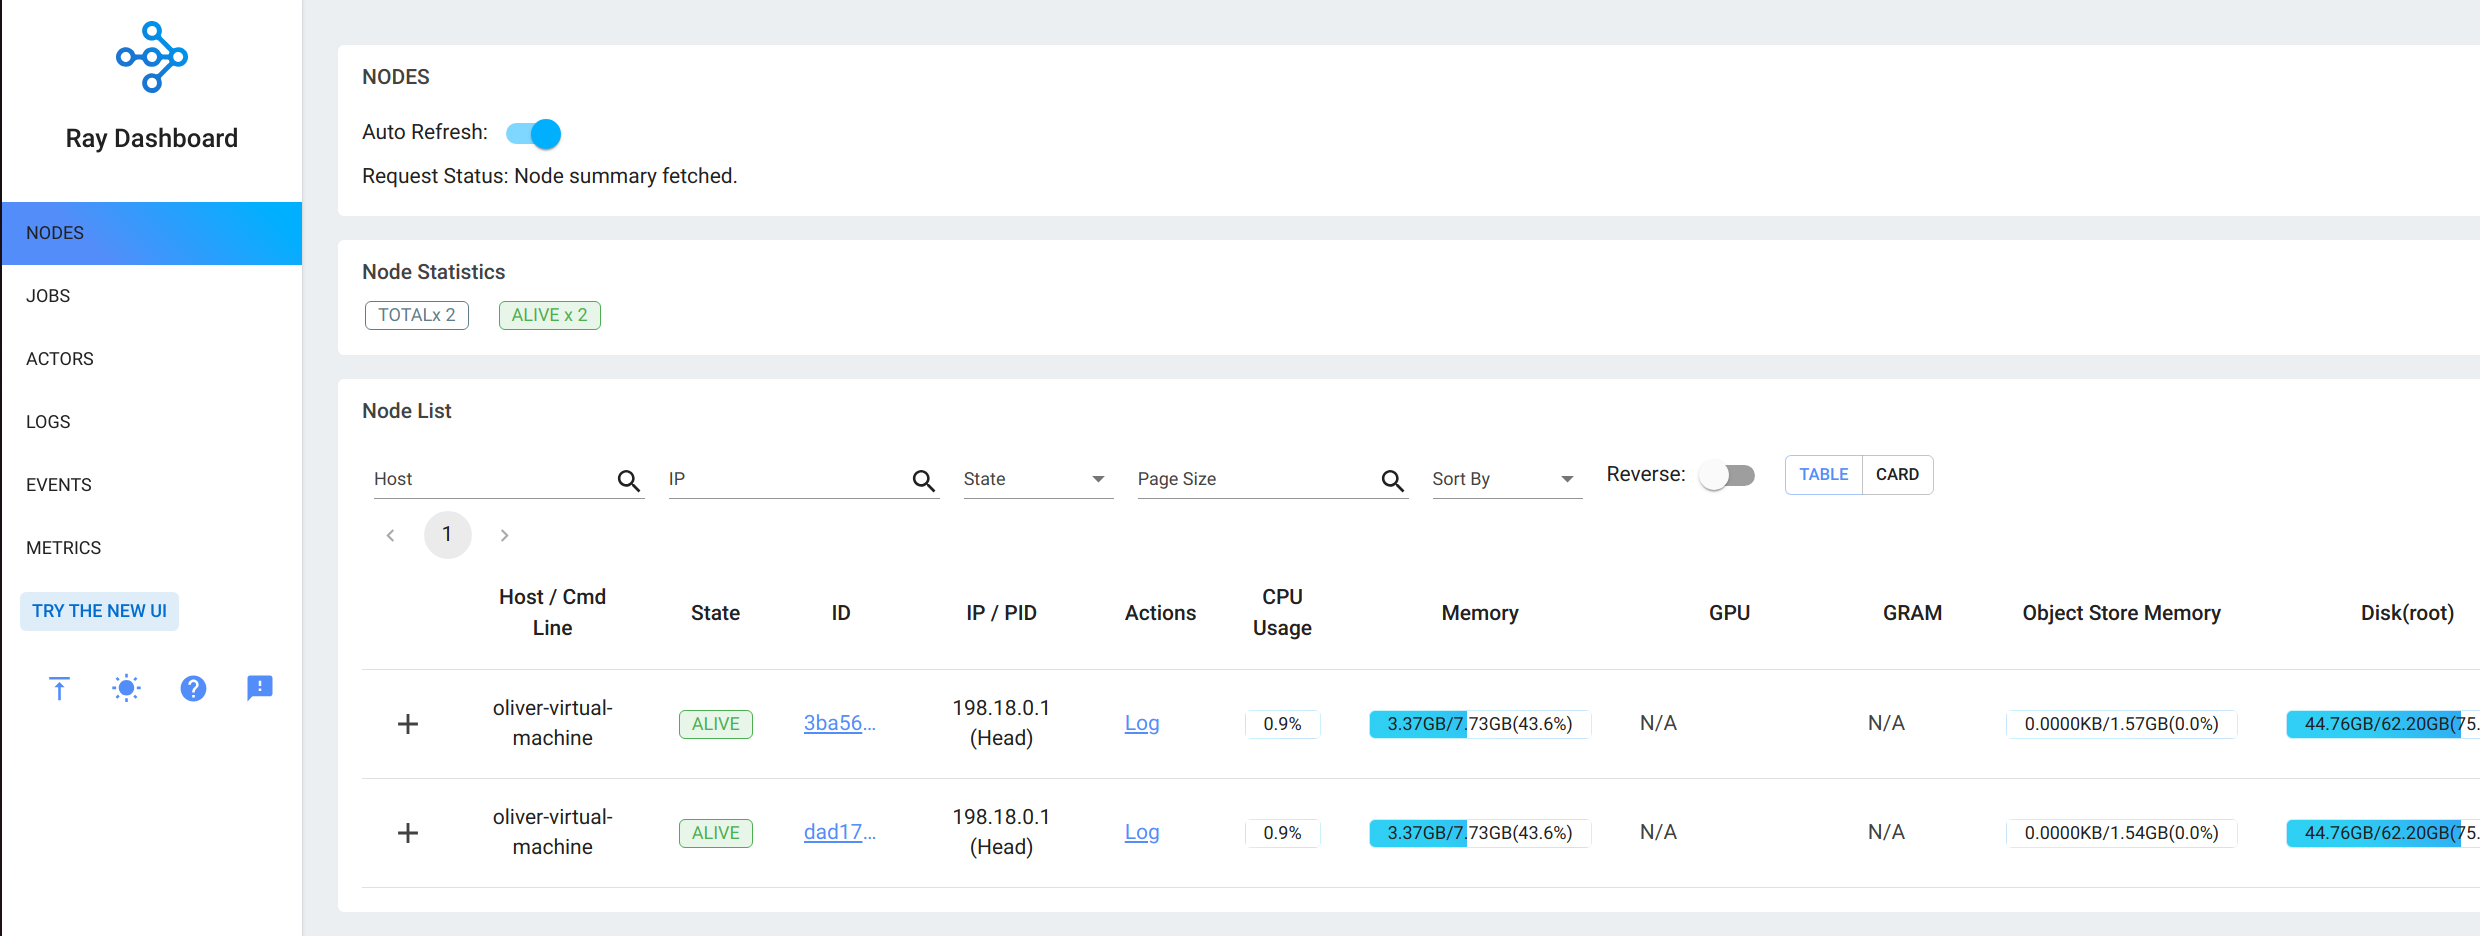 Ray Dashboard
NODES
JOBS
ACTORS
LOGS
EVENTS
METRICS
TRY THE NEW UI
NODES
Auto Refresh:
Request Status: Node summary fetched.
Node Statistics
TOTALx 2 ALIVE x 2
Node List
Host IP State Page Size Sort By Reverse: TABLE CARD
1
Host / Cmd Line State ID IP / PID Actions CPU Usage Memory GPU GRAM Object Store Memory Disk(root)
oliver-virtual-machine ALIVE 3ba56... 198.18.0.1 (Head) Log 0.9% 3.37GB/7.73GB(43.6%) N/A N/A 0.0000KB/1.57GB(0.0%) 44.76GB/62.20GB(75.
oliver-virtual-machine ALIVE dad17... 198.18.0.1 (Head) Log 0.9% 3.37GB/7.73GB(43.6%) N/A N/A 0.0000KB/1.54GB(0.0%) 44.76GB/62.20GB(75.